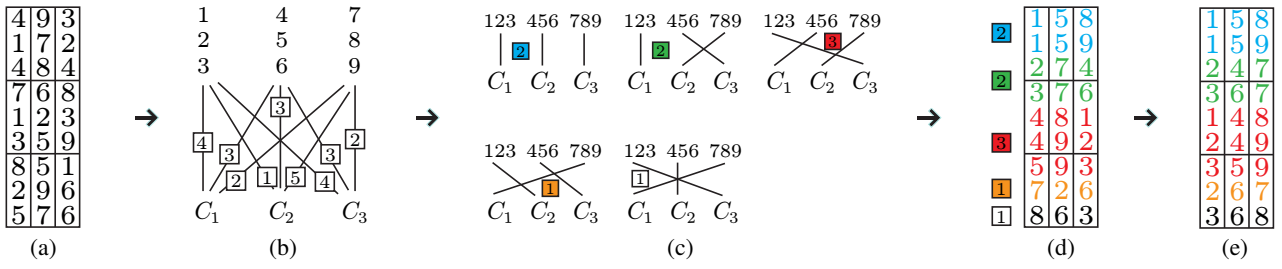 4 9 3
1 7 2
4 8 4
7 6 8
1 2 3
3 5 9
8 5 1
2 9 6
5 7 6
(a)
1 4 7
2 5 8
3 6 9
3
4 2
3 3
2 1 5 4
C1 C2 C3
(b)
123 456 789
2
C1 C2 C3
123 456 789
2
C1 C2 C3
123 456 789
3
C1 C2 C3
123 456 789
1
C1 C2 C3
123 456 789
1
C1 C2 C3
(c)
2
2
3
1
1
1 5 8
1 5 9
2 7 4
3 7 6
4 8 1
4 9 2
5 9 3
7 2 6
8 6 3
(d)
1 5 8
1 5 9
2 4 7
3 6 7
1 4 8
2 4 9
3 5 9
2 6 7
3 6 8
(e)